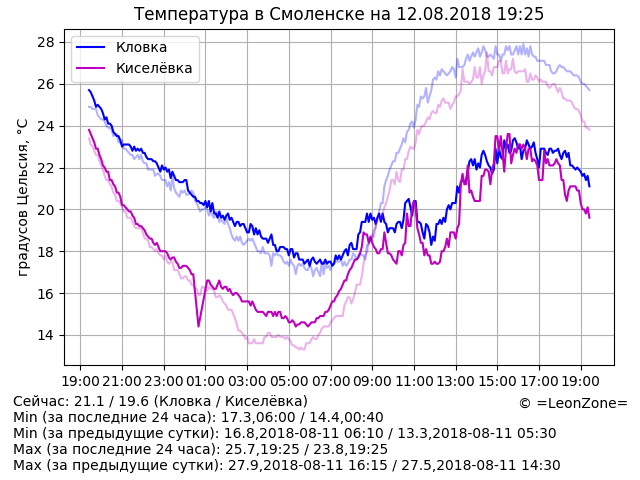 Температура в Смоленске на 12.08.2018 19:25
Кловка
Киселёвка
градусов Цельсия, °C
28
26
24
22
20
18
16
14
19:00 21:00 23:00 01:00 03:00 05:00 07:00 09:00 11:00 13:00 15:00 17:00 19:00
Сейчас: 21.1 / 19.6 (Кловка / Киселёвка)
© =LeonZone=
Min (за последние 24 часа): 17.3,06:00 / 14.4,00:40
Min (за предыдущие сутки): 16.8,2018-08-11 06:10 / 13.3,2018-08-11 05:30
Max (за последние 24 часа): 25.7,19:25 / 23.8,19:25
Max (за предыдущие сутки): 27.9,2018-08-11 16:15 / 27.5,2018-08-11 14:30